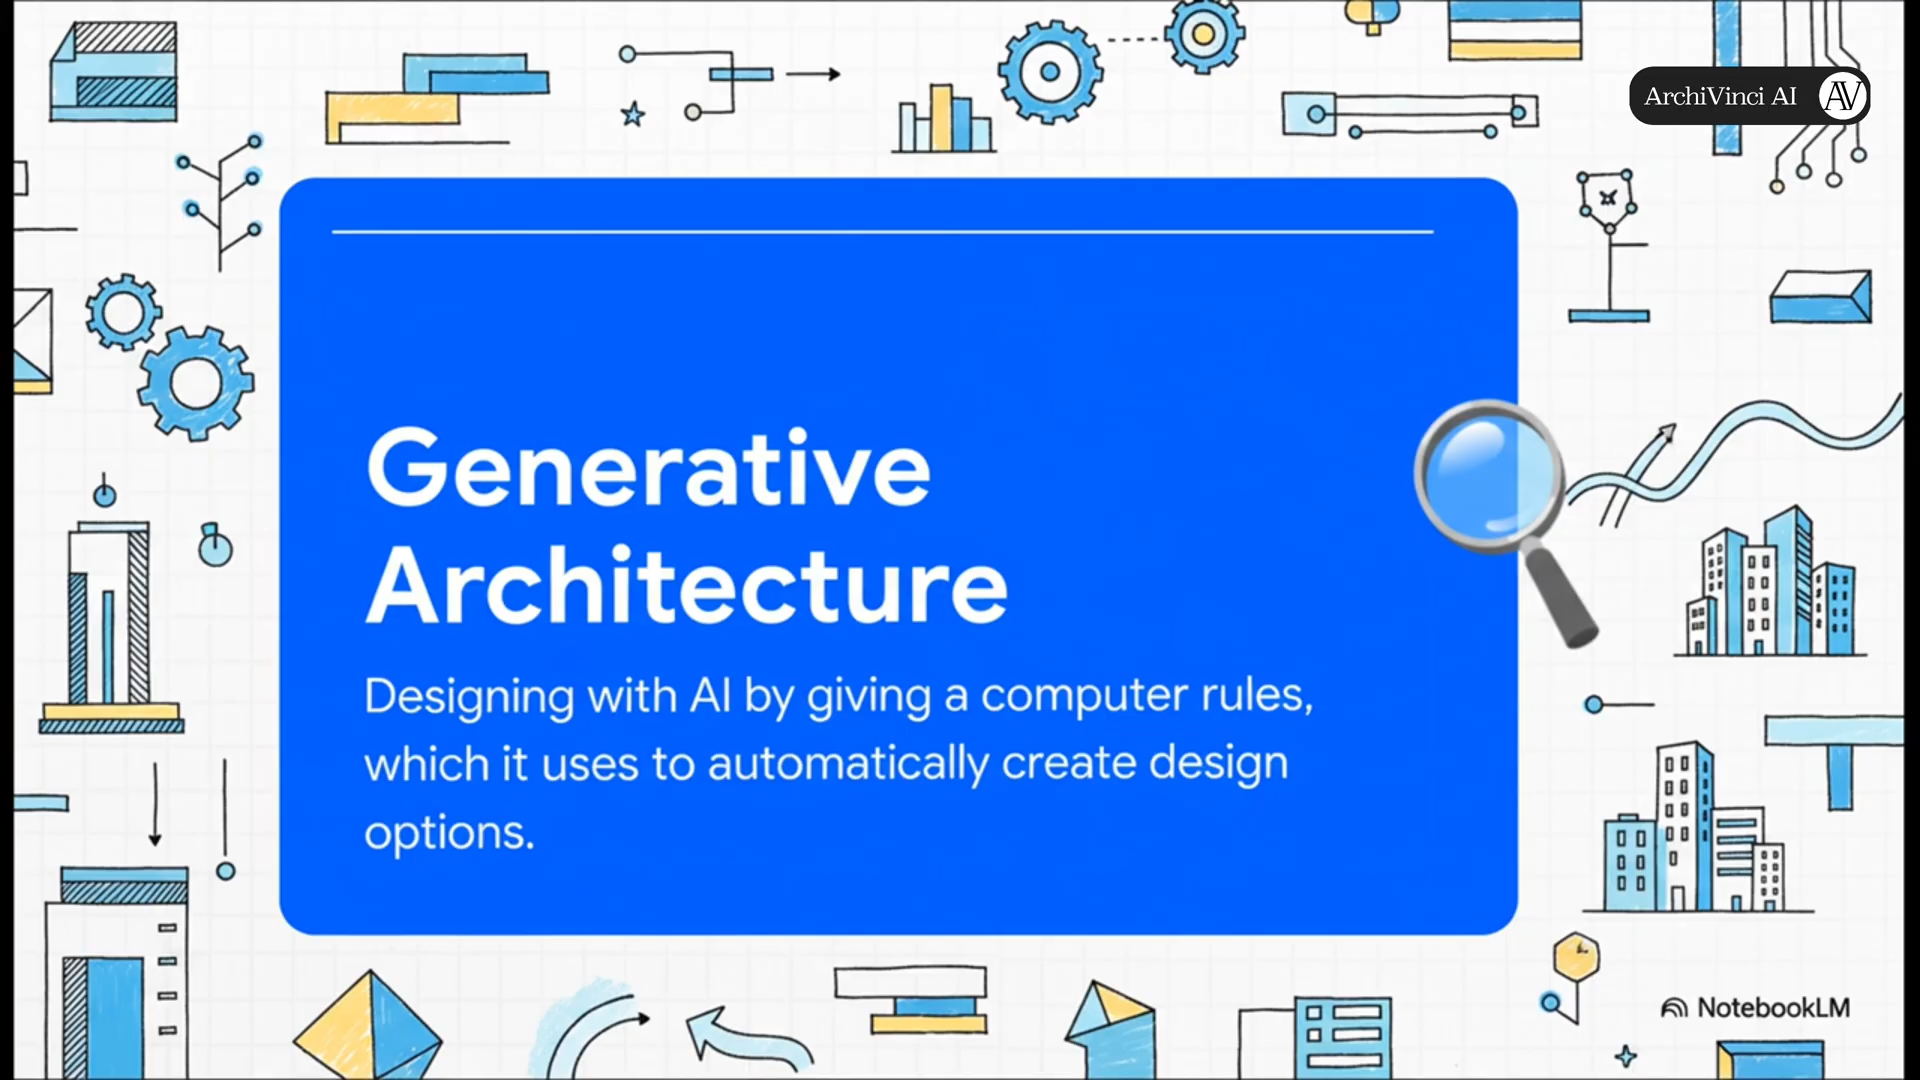 ArchiVinci AI AV
Generative
Architecture
Designing with AI by giving a computer rules,
which it uses to automatically create design
options.
NotebookLM